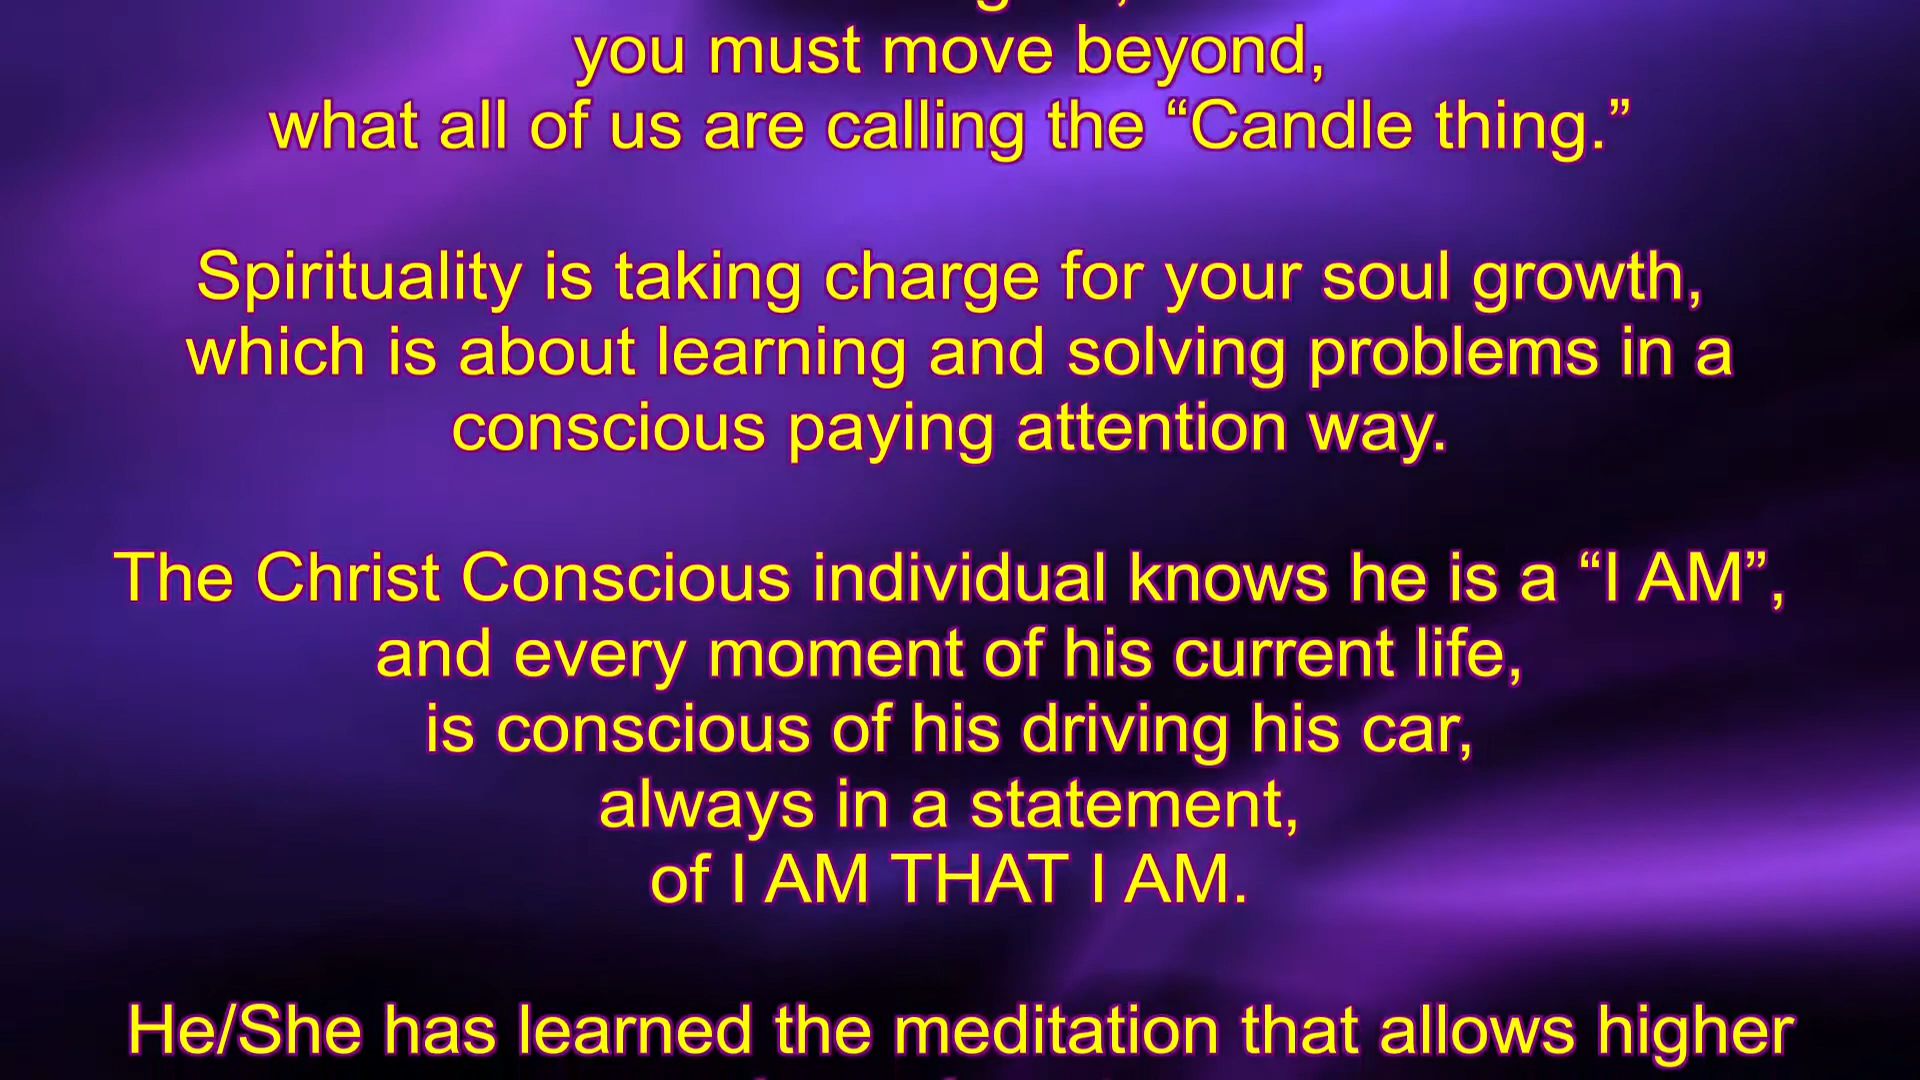 you must move beyond,
what all of us are calling the “Candle thing.”
Spirituality is taking charge for your soul growth,
which is about learning and solving problems in a
conscious paying attention way.
The Christ Conscious individual knows he is a “I AM”,
and every moment of his current life,
is conscious of his driving his car,
always in a statement,
of I AM THAT I AM.
He/She has learned the meditation that allows higher